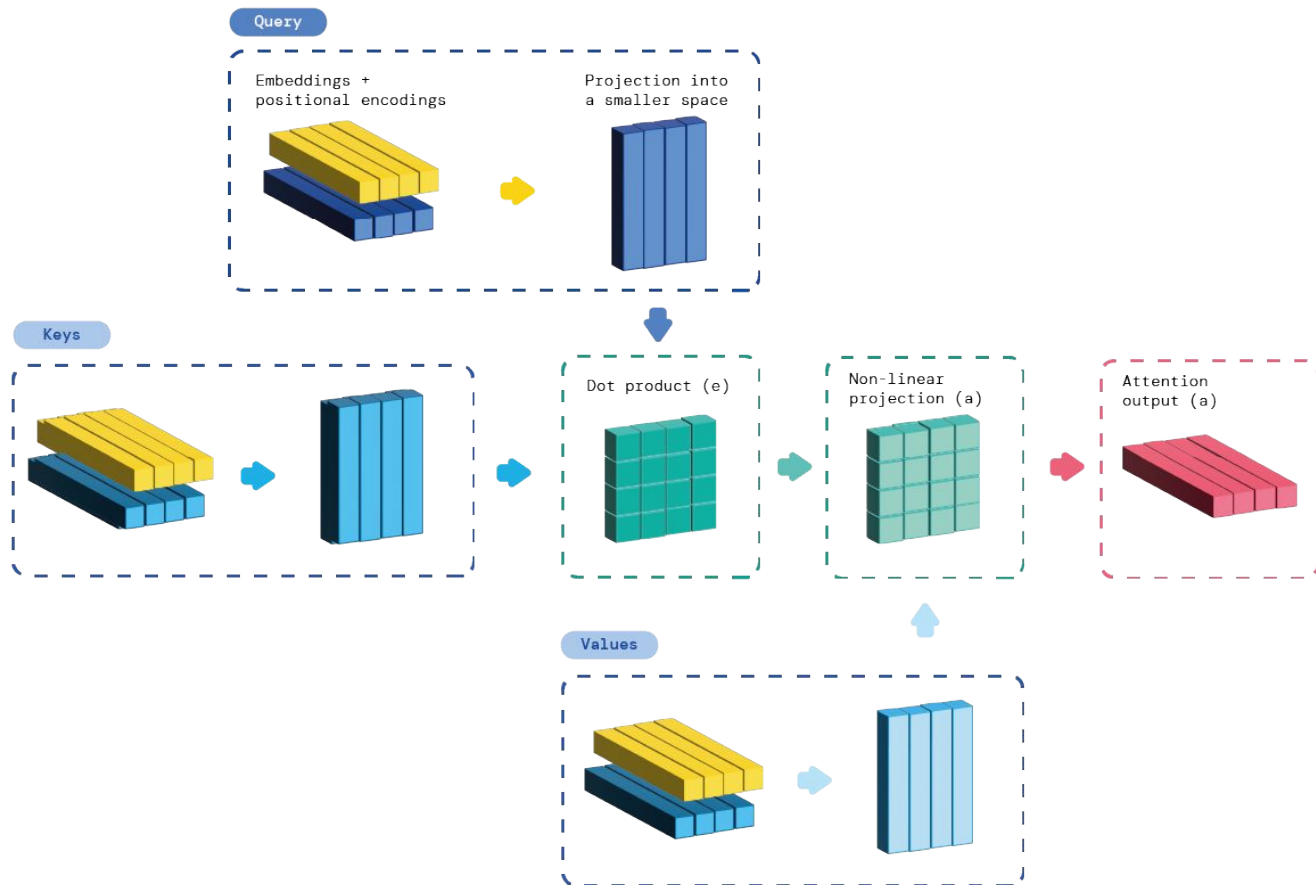 Query
Embeddings +
positional encodings
Projection into
a smaller space
Keys
Dot product (e)
Non-linear
projection (a)
Attention
output (a)
Values